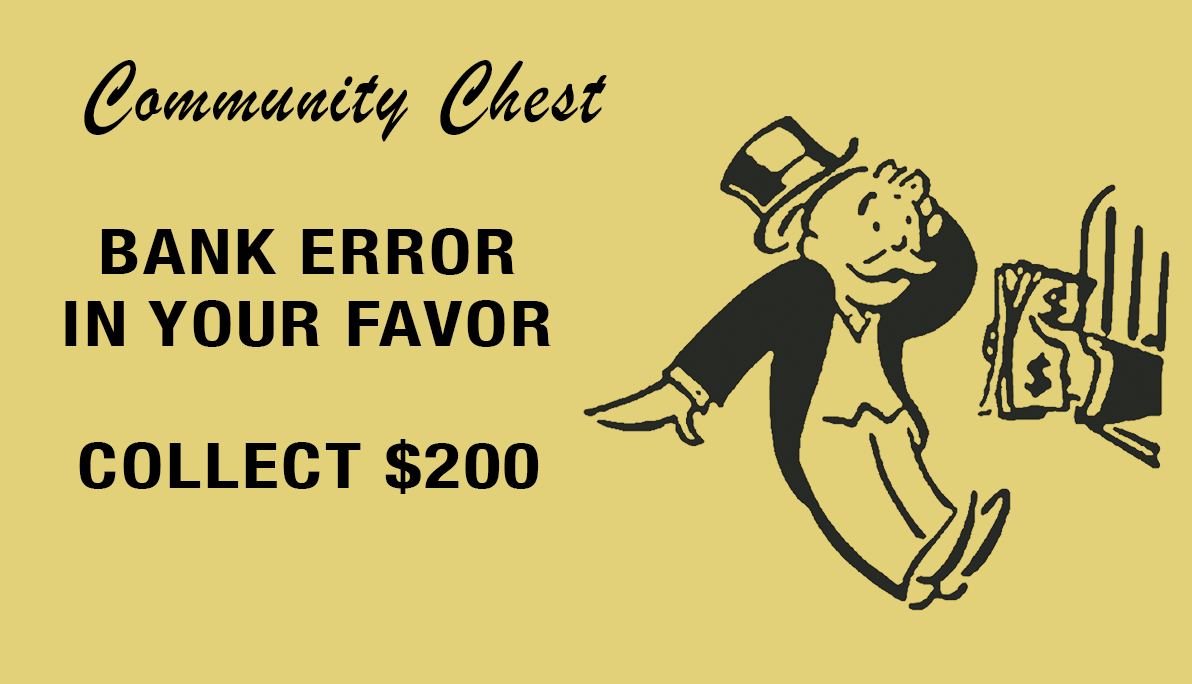 Community Chest
BANK ERROR
IN YOUR FAVOR
COLLECT $200
$
$